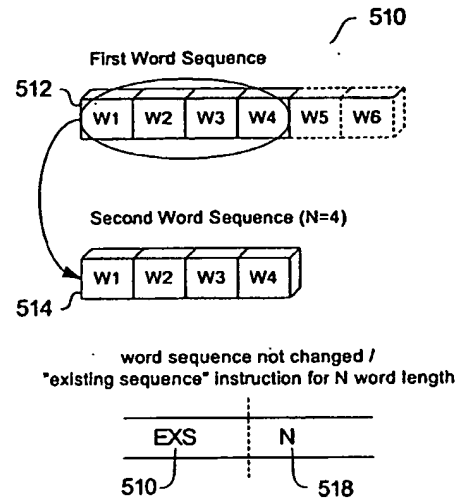 510
First Word Sequence
512
W1 W2 W3 W4 W5 W6
Second Word Sequence (N=4)
W1 W2 W3 W4
514
word sequence not changed /
"existing sequence" instruction for N word length
EXS N
510 518